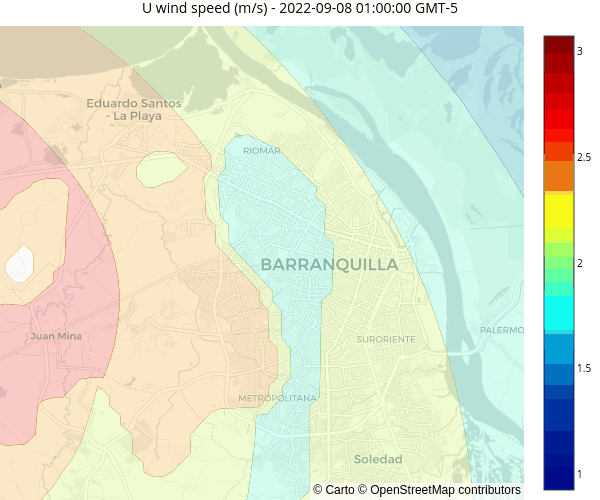 U wind speed (m/s) - 2022-09-08 01:00:00 GMT-5
3
Eduardo Santos
- La Playa
RIOMAR
2.5
BARRANQUILLA
2
PALERMO
Juan Mina
SURORIENTE
1.5
METROPOLITANA
Soledad
1
© Carto © OpenStreetMap contributors